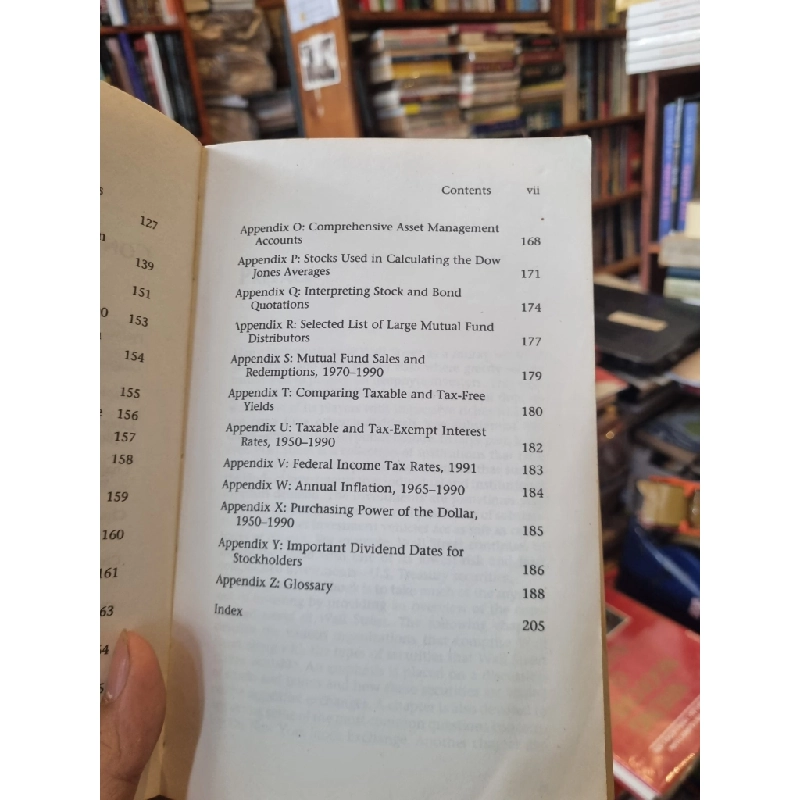 127
139
151
153
154
155
156
157
158
159
160
161
63
Contents vii
Appendix O: Comprehensive Asset Management
Accounts 168
Appendix P: Stocks Used in Calculating the Dow
Jones Averages 171
Appendix Q: Interpreting Stock and Bond
Quotations 174
Appendix R: Selected List of Large Mutual Fund
Distributors 177
Appendix S: Mutual Fund Sales and
Redemptions, 1970–1990 179
Appendix T: Comparing Taxable and Tax-Free
Yields 180
Appendix U: Taxable and Tax-Exempt Interest
Rates, 1950–1990 182
Appendix V: Federal Income Tax Rates, 1991 183
Appendix W: Annual Inflation, 1965–1990 184
Appendix X: Purchasing Power of the Dollar,
1950–1990 185
Appendix Y: Important Dividend Dates for
Stockholders 186
Appendix Z: Glossary 188
Index 205